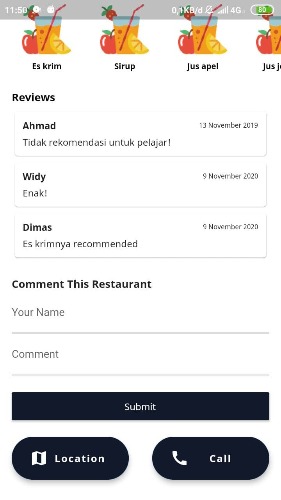 11:50 0,1KB/d 4G 89
Es krim Sirup Jus apel Jus j
Reviews
Ahmad 13 November 2019
Tidak rekomendasi untuk pelajar!
Widy 9 November 2020
Enak!
Dimas 9 November 2020
Es krimnya recommended
Comment This Restaurant
Your Name
Comment
Submit
Location Call